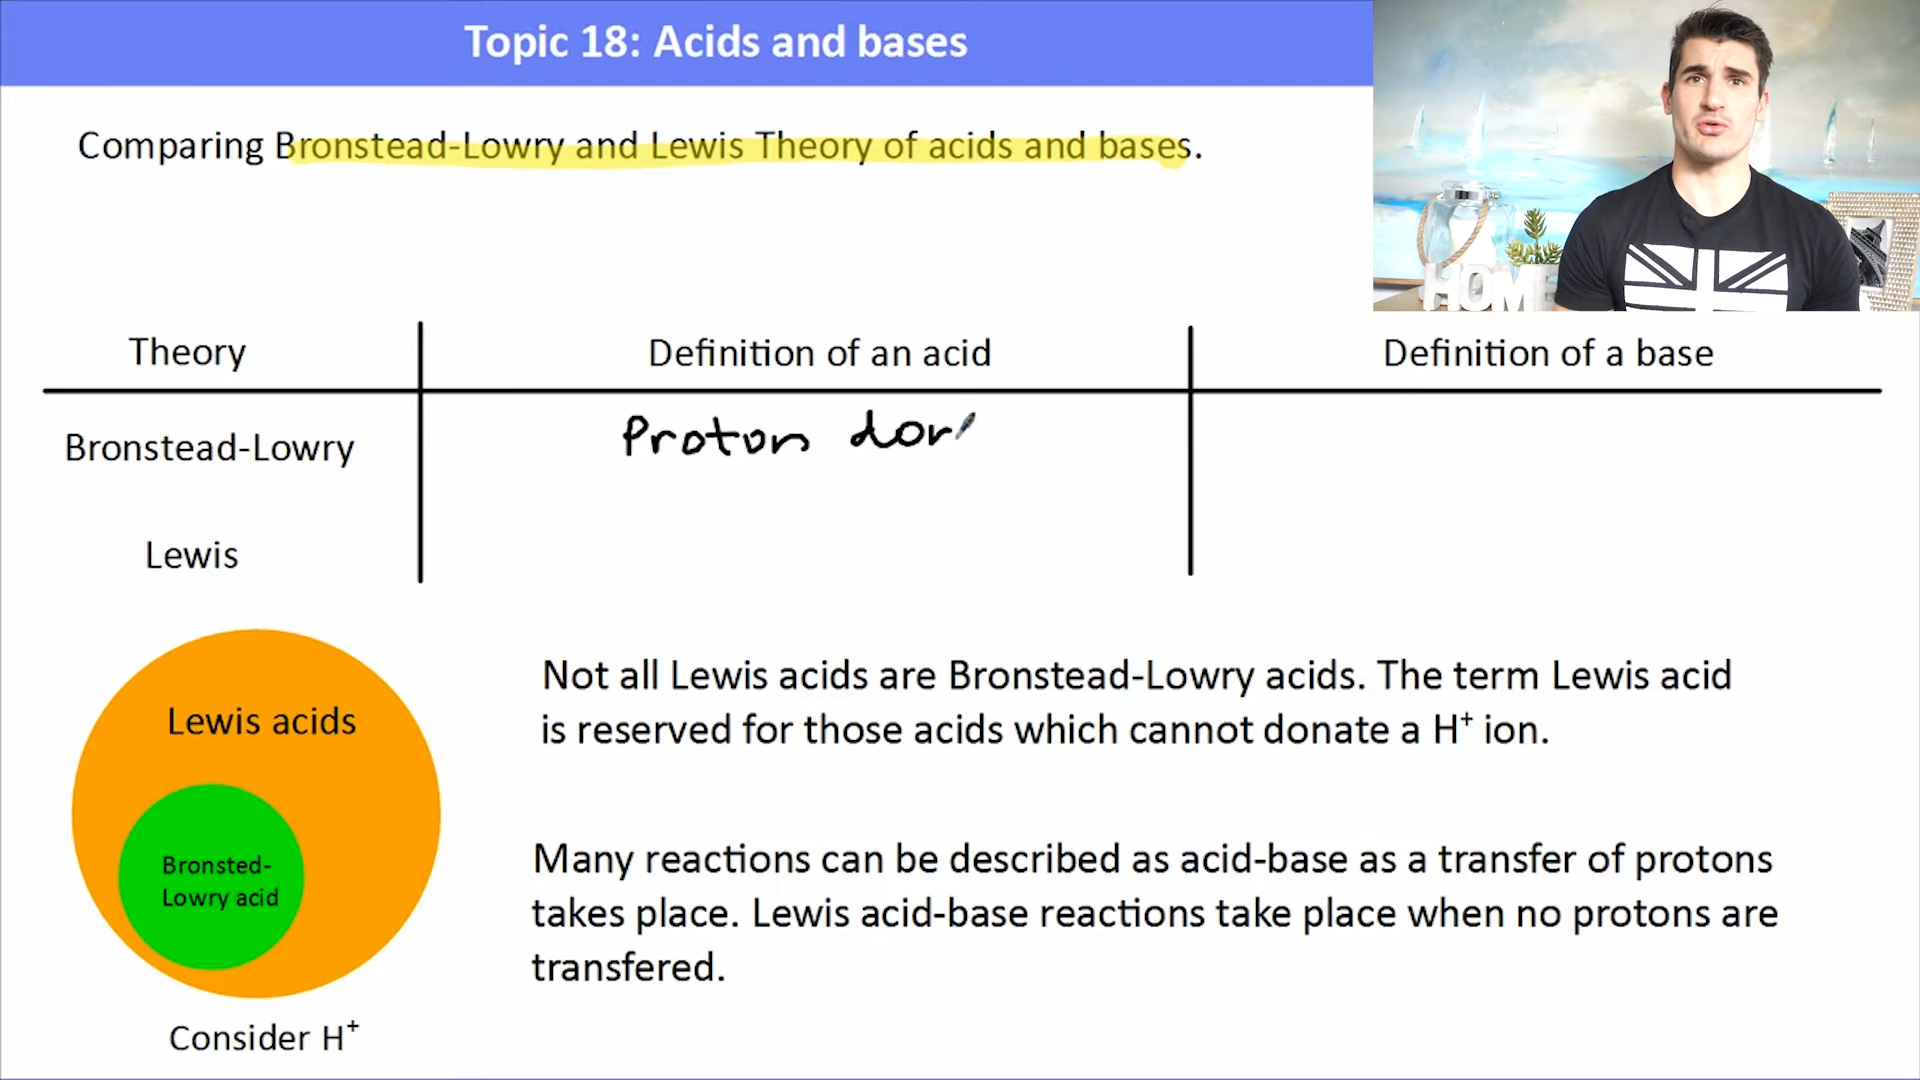 Topic 18: Acids and bases
Comparing Bronstead-Lowry and Lewis Theory of acids and bases.
HOME
Theory Definition of an acid Definition of a base
Bronstead-Lowry Proton don
Lewis
Lewis acids
Bronsted-
Lowry acid
Consider H⁺
Not all Lewis acids are Bronstead-Lowry acids. The term Lewis acid
is reserved for those acids which cannot donate a H⁺ ion.
Many reactions can be described as acid-base as a transfer of protons
takes place. Lewis acid-base reactions take place when no protons are
transfered.